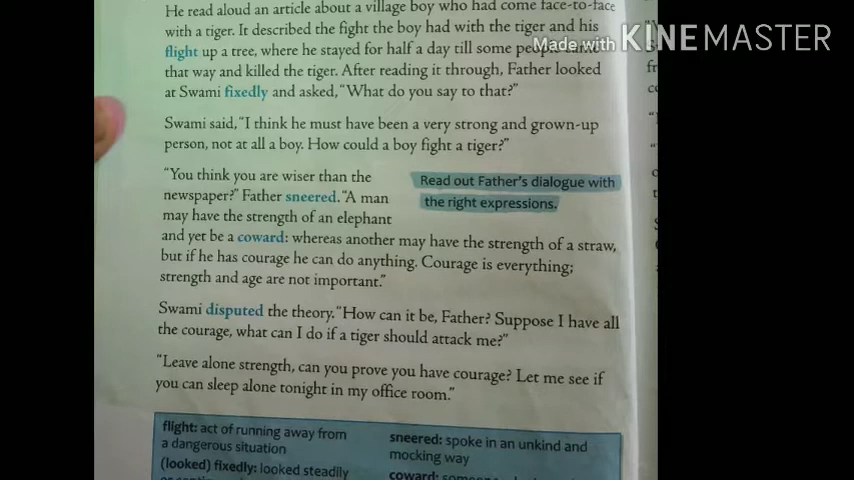 He read aloud an article about a village boy who had come face-to-face
with a tiger. It described the fight the boy had with the tiger and his
flight up a tree, where he stayed for half a day till some people came
Made with KINEMASTER
that way and killed the tiger. After reading it through, Father looked
at Swami fixedly and asked, "What do you say to that?"
Swami said, "I think he must have been a very strong and grown-up
person, not at all a boy. How could a boy fight a tiger?"
"You think you are wiser than the
newspaper?" Father sneered. "A man
may have the strength of an elephant
and yet be a coward: whereas another may have the strength of a straw,
but if he has courage he can do anything. Courage is everything;
strength and age are not important."
Read out Father's dialogue with
the right expressions.
Swami disputed the theory. "How can it be, Father? Suppose I have all
the courage, what can I do if a tiger should attack me?"
"Leave alone strength, can you prove you have courage? Let me see if
you can sleep alone tonight in my office room."
flight: act of running away from
a dangerous situation
(looked) fixedly: looked steadily
sneered: spoke in an unkind and
mocking way
coward: